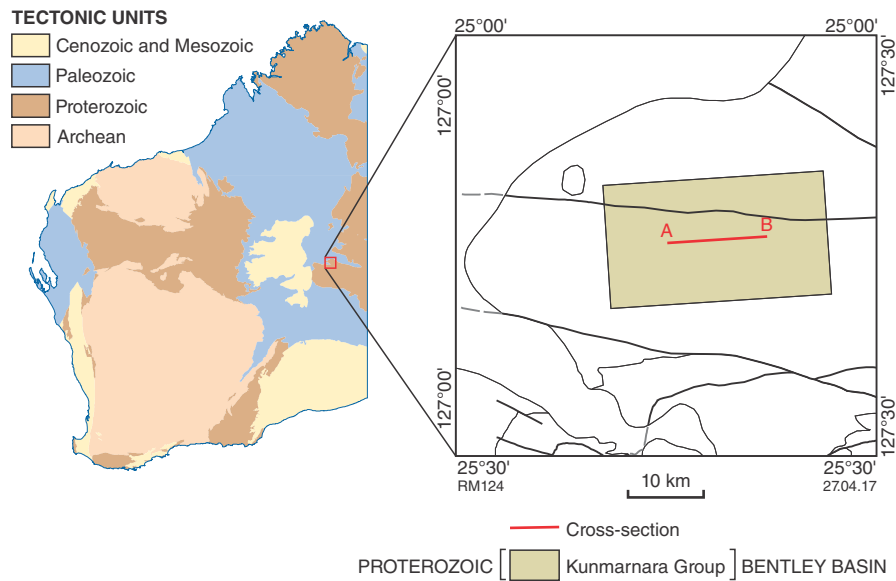 TECTONIC UNITS
Cenozoic and Mesozoic
Paleozoic
Proterozoic
Archean
25°00' 25°00'
127°00' 127°30'
A B
127°00' 127°30'
25°30' 25°30'
RM124 10 km 27.04.17
Cross-section
PROTEROZOIC [ Kunmarnara Group ] BENTLEY BASIN